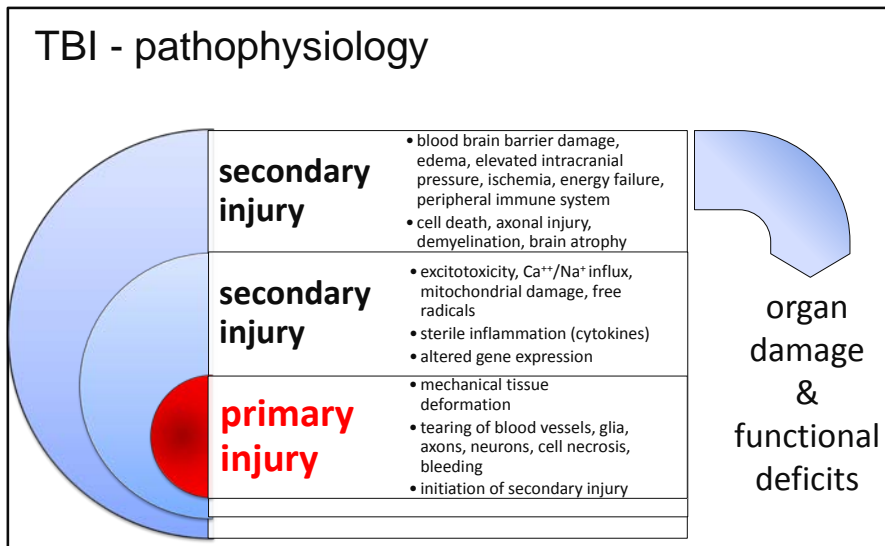 TBI - pathophysiology
secondary
injury
• blood brain barrier damage,
edema, elevated intracranial
pressure, ischemia, energy failure,
peripheral immune system
• cell death, axonal injury,
demyelination, brain atrophy
secondary
injury
• excitotoxicity, Ca⁺⁺/Na⁺ influx,
mitochondrial damage, free
radicals
• sterile inflammation (cytokines)
• altered gene expression
primary
injury
• mechanical tissue
deformation
• tearing of blood vessels, glia,
axons, neurons, cell necrosis,
bleeding
• initiation of secondary injury
organ
damage
&
functional
deficits